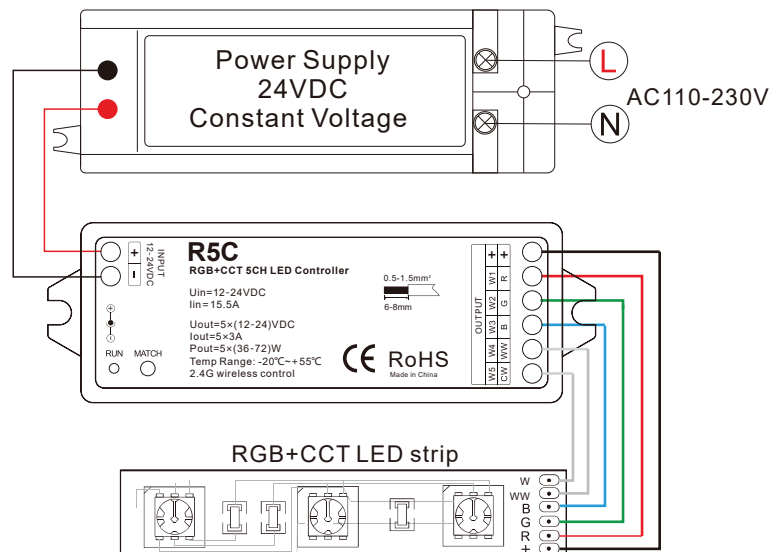 Power Supply
24VDC
Constant Voltage
L
N
AC110-230V
+
−
INPUT
12-24VDC
R5C
RGB+CCT 5CH LED Controller
Uin=12-24VDC
Iin=15.5A
Uout=5×(12-24)VDC
Iout=5×3A
Pout=5×(36-72)W
Temp Range: -20℃~+55℃
2.4G wireless control
RUN MATCH
0.5-1.5mm²
6-8mm
CE RoHS
Made in China
OUTPUT
+ +
W1 R
W2 G
W3 B
W4 WW
W5 CW
RGB+CCT LED strip
W
WW
B
G
R
+